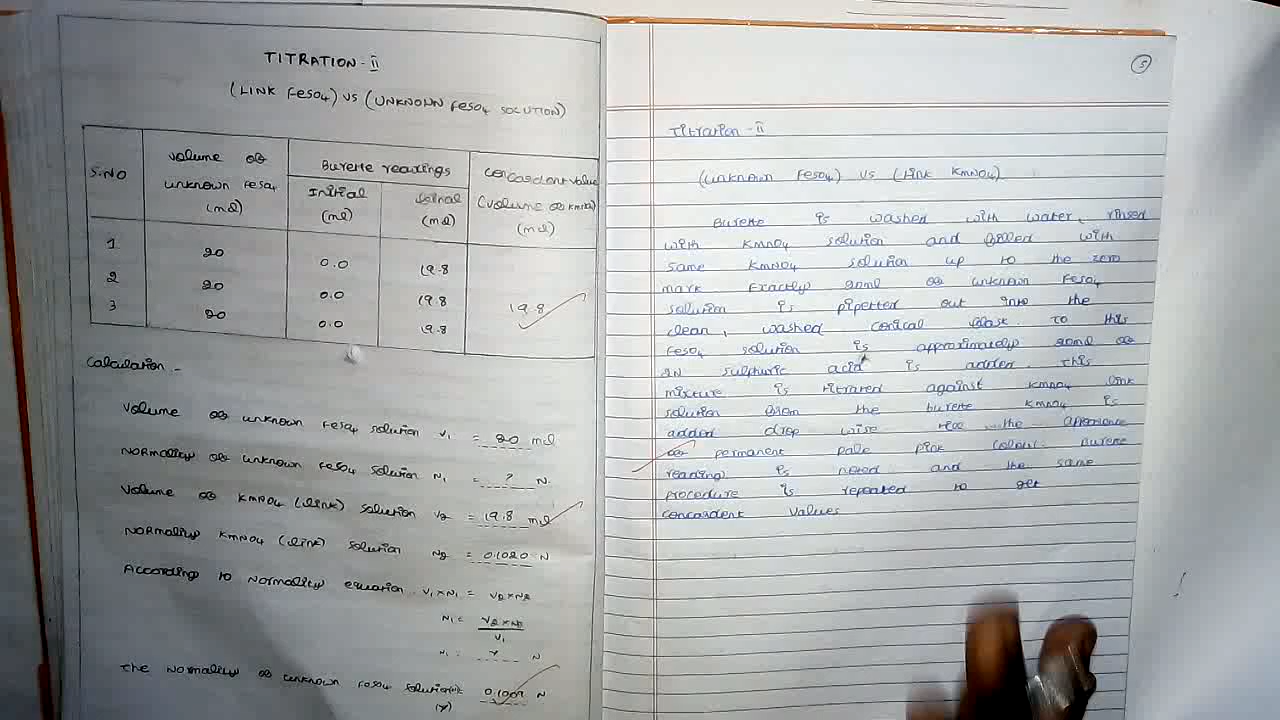 TITRATION - II
(LINK FeSO4) VS (UNKNOWN FeSO4 SOLUTION)
S.NO
Volume of unknown FeSO4 (ml)
Burette readings
Initial (ml)
Final (ml)
Concordent value (Volume of KMnO4) (ml)
1 20 0.0 19.8
2 20 0.0 19.8
3 20 0.0 19.8
19.8
Calculation :-
Volume of unknown FeSO4 solution V1 = 20 ml
Normality of unknown FeSO4 solution N1 = ? N
Volume of KMnO4 (link) solution V2 = 19.8 ml
Normality KMnO4 (link) solution N2 = 0.1020 N
According to Normality equation V1 x N1 = V2 x N2
N1 = V2 x N2 / V1
N1 = Y N
The Normality of unknown FeSO4 solution is 0.1009 N
(Y)
5
Titration - II
(Unknown FeSO4) VS (Link KMnO4)
Burette is washed with water, rinsed
with KMnO4 solution and filled with
same KMnO4 solution up to the zero
mark Exactly 20ml of unknown FeSO4
solution is pipetted out into the
clean, washed conical flask. To this
FeSO4 solution is approximately 20ml of
2N sulphuric acid is added. This
mixture is titrated against KMnO4 link
solution from the burette KMnO4 is
added drop wise till the apperance
of permanent pale pink colour. Burette
reading is noted and the same
procedure is repeated to get
concordent values